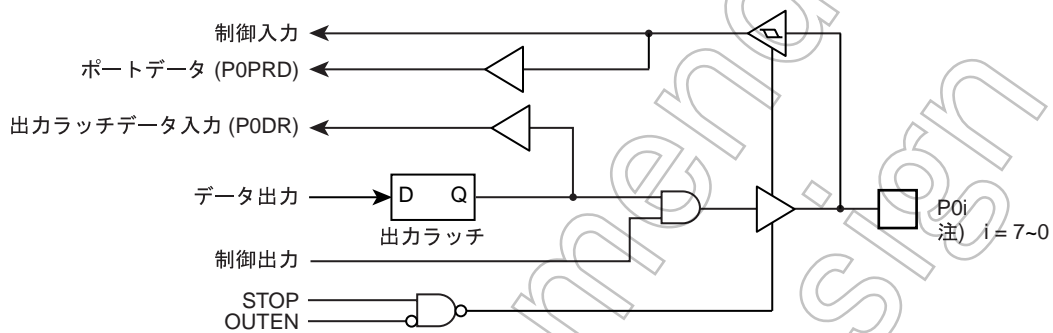 制御入力
ポートデータ (P0PRD)
出力ラッチデータ入力 (P0DR)
データ出力
D Q
出力ラッチ
制御出力
STOP
OUTEN
P0i
注) i = 7~0